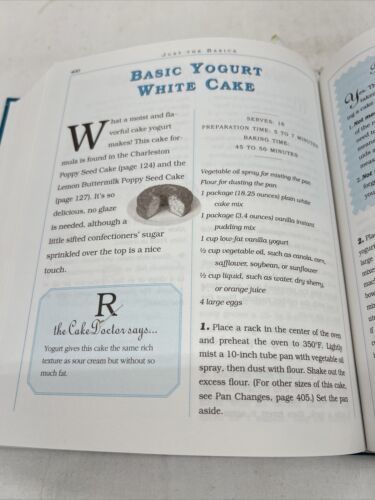 JUST THE BASICS
400
BASIC YOGURT
WHITE CAKE
What a moist and fla-
vorful cake yogurt
makes! This cake for-
mula is found in the Charleston
Poppy Seed Cake (page 124) and the
Lemon Buttermilk Poppy Seed Cake
(page 127). It's so
delicious, no glaze
is needed, although a
little sifted confectioners' sugar
sprinkled over the top is a nice
touch.
R
the Cake Doctor says...
Yogurt gives this cake the same rich
texture as sour cream but without so
much fat.
SERVES: 16
PREPARATION TIME: 5 TO 7 MINUTES
BAKING TIME:
45 TO 50 MINUTES
Vegetable oil spray for misting the pan
Flour for dusting the pan
1 package (18.25 ounces) plain white
cake mix
1 package (3.4 ounces) vanilla instant
pudding mix
1 cup low-fat vanilla yogurt
½ cup vegetable oil, such as canola, corn,
safflower, soybean, or sunflower
½ cup liquid, such as water, dry sherry,
or orange juice
4 large eggs
1. Place a rack in the center of the oven
and preheat the oven to 350°F. Lightly
mist a 10-inch tube pan with vegetable oil
spray, then dust with flour. Shake out the
excess flour. (For other sizes of this cake,
see Pan Changes, page 405.) Set the pan
aside.